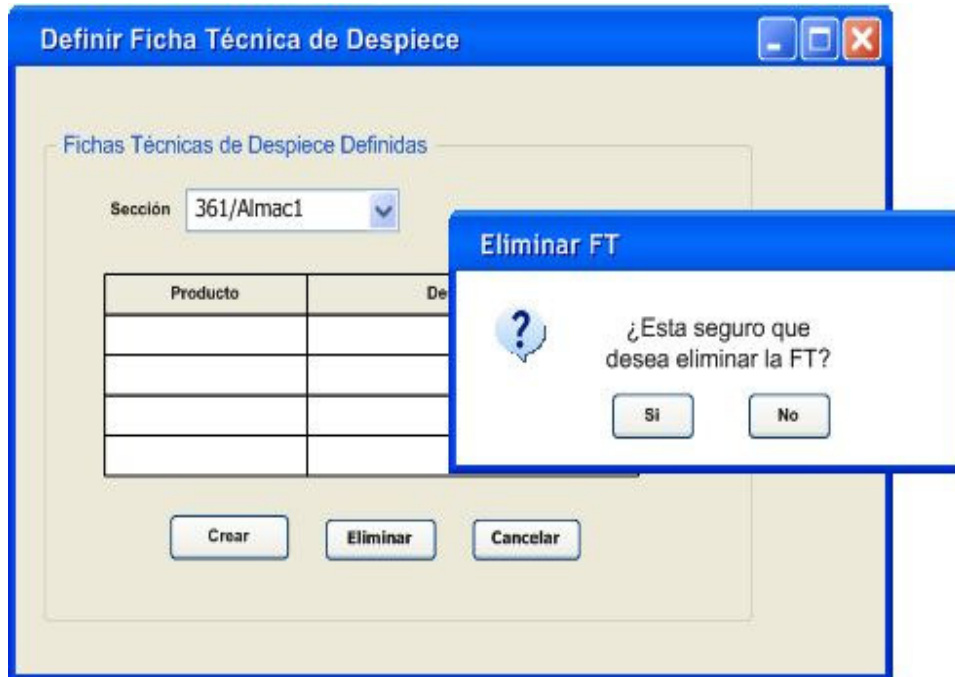 Definir Ficha Técnica de Despiece
Fichas Técnicas de Despiece Definidas
Sección 361/Almac1
Eliminar FT
Producto De
¿Esta seguro que
desea eliminar la FT?
Si No
Crear Eliminar Cancelar